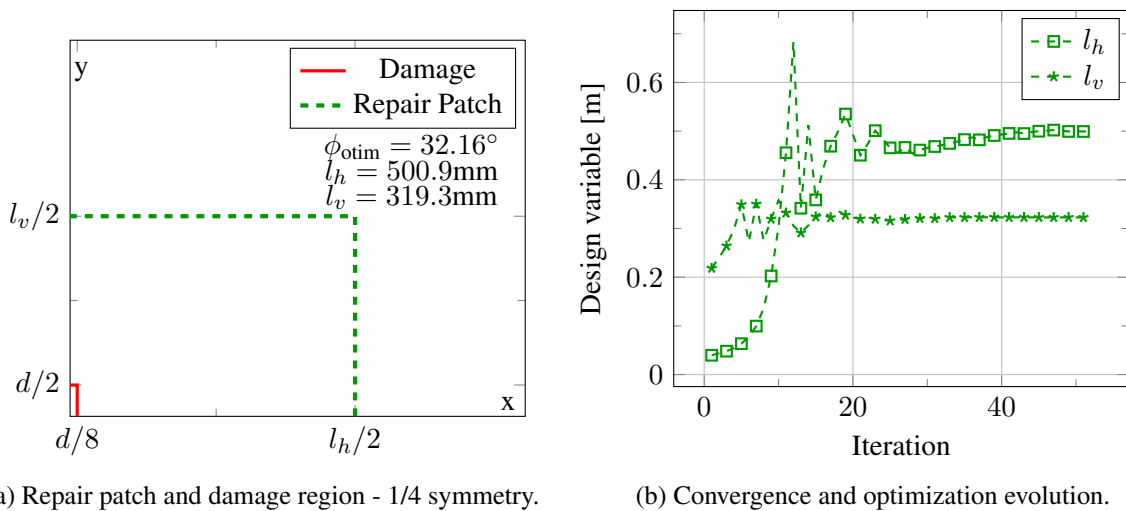 y
Damage
Repair Patch
ϕ_otim = 32.16°
l_h = 500.9mm
l_v = 319.3mm
l_v/2
d/2
x
d/8
l_h/2
a) Repair patch and damage region - 1/4 symmetry.
l_h
l_v
Design variable [m]
0.6
0.4
0.2
0
0
20
40
Iteration
(b) Convergence and optimization evolution.